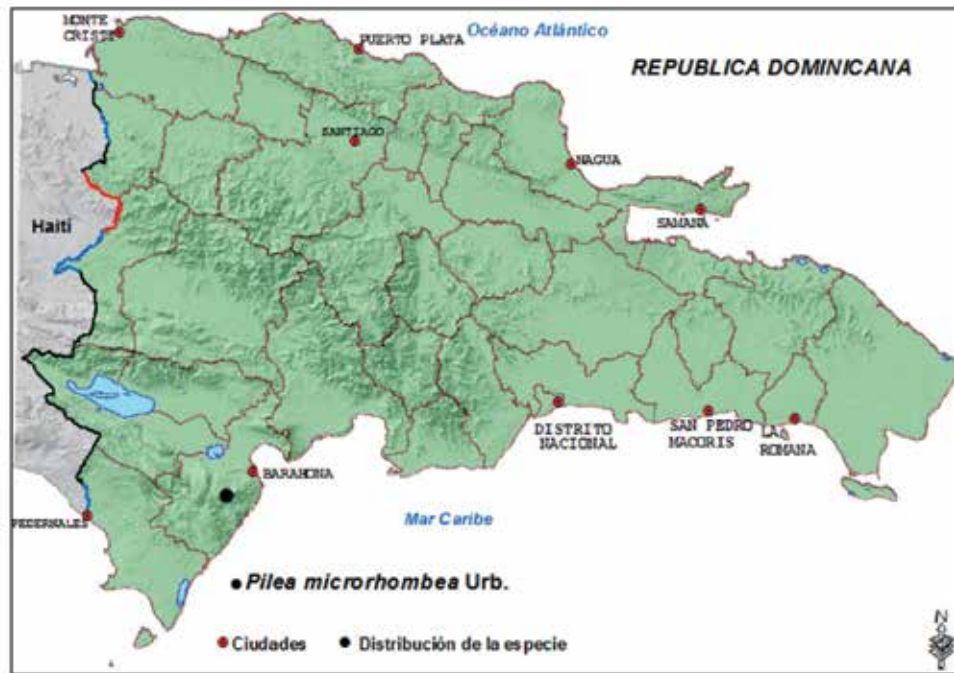 MONTE
CRISTI
PUERTO PLATA
Océano Atlántico
REPUBLICA DOMINICANA
SANTIAGO
NAGUA
SAMANA
Haití
DISTRITO
NACIONAL
SAN PEDRO
MACORIS
LA
ROMANA
BARAHONA
PEDERNALES
Mar Caribe
Pilea microrhombea Urb.
Ciudades
Distribución de la especie
N